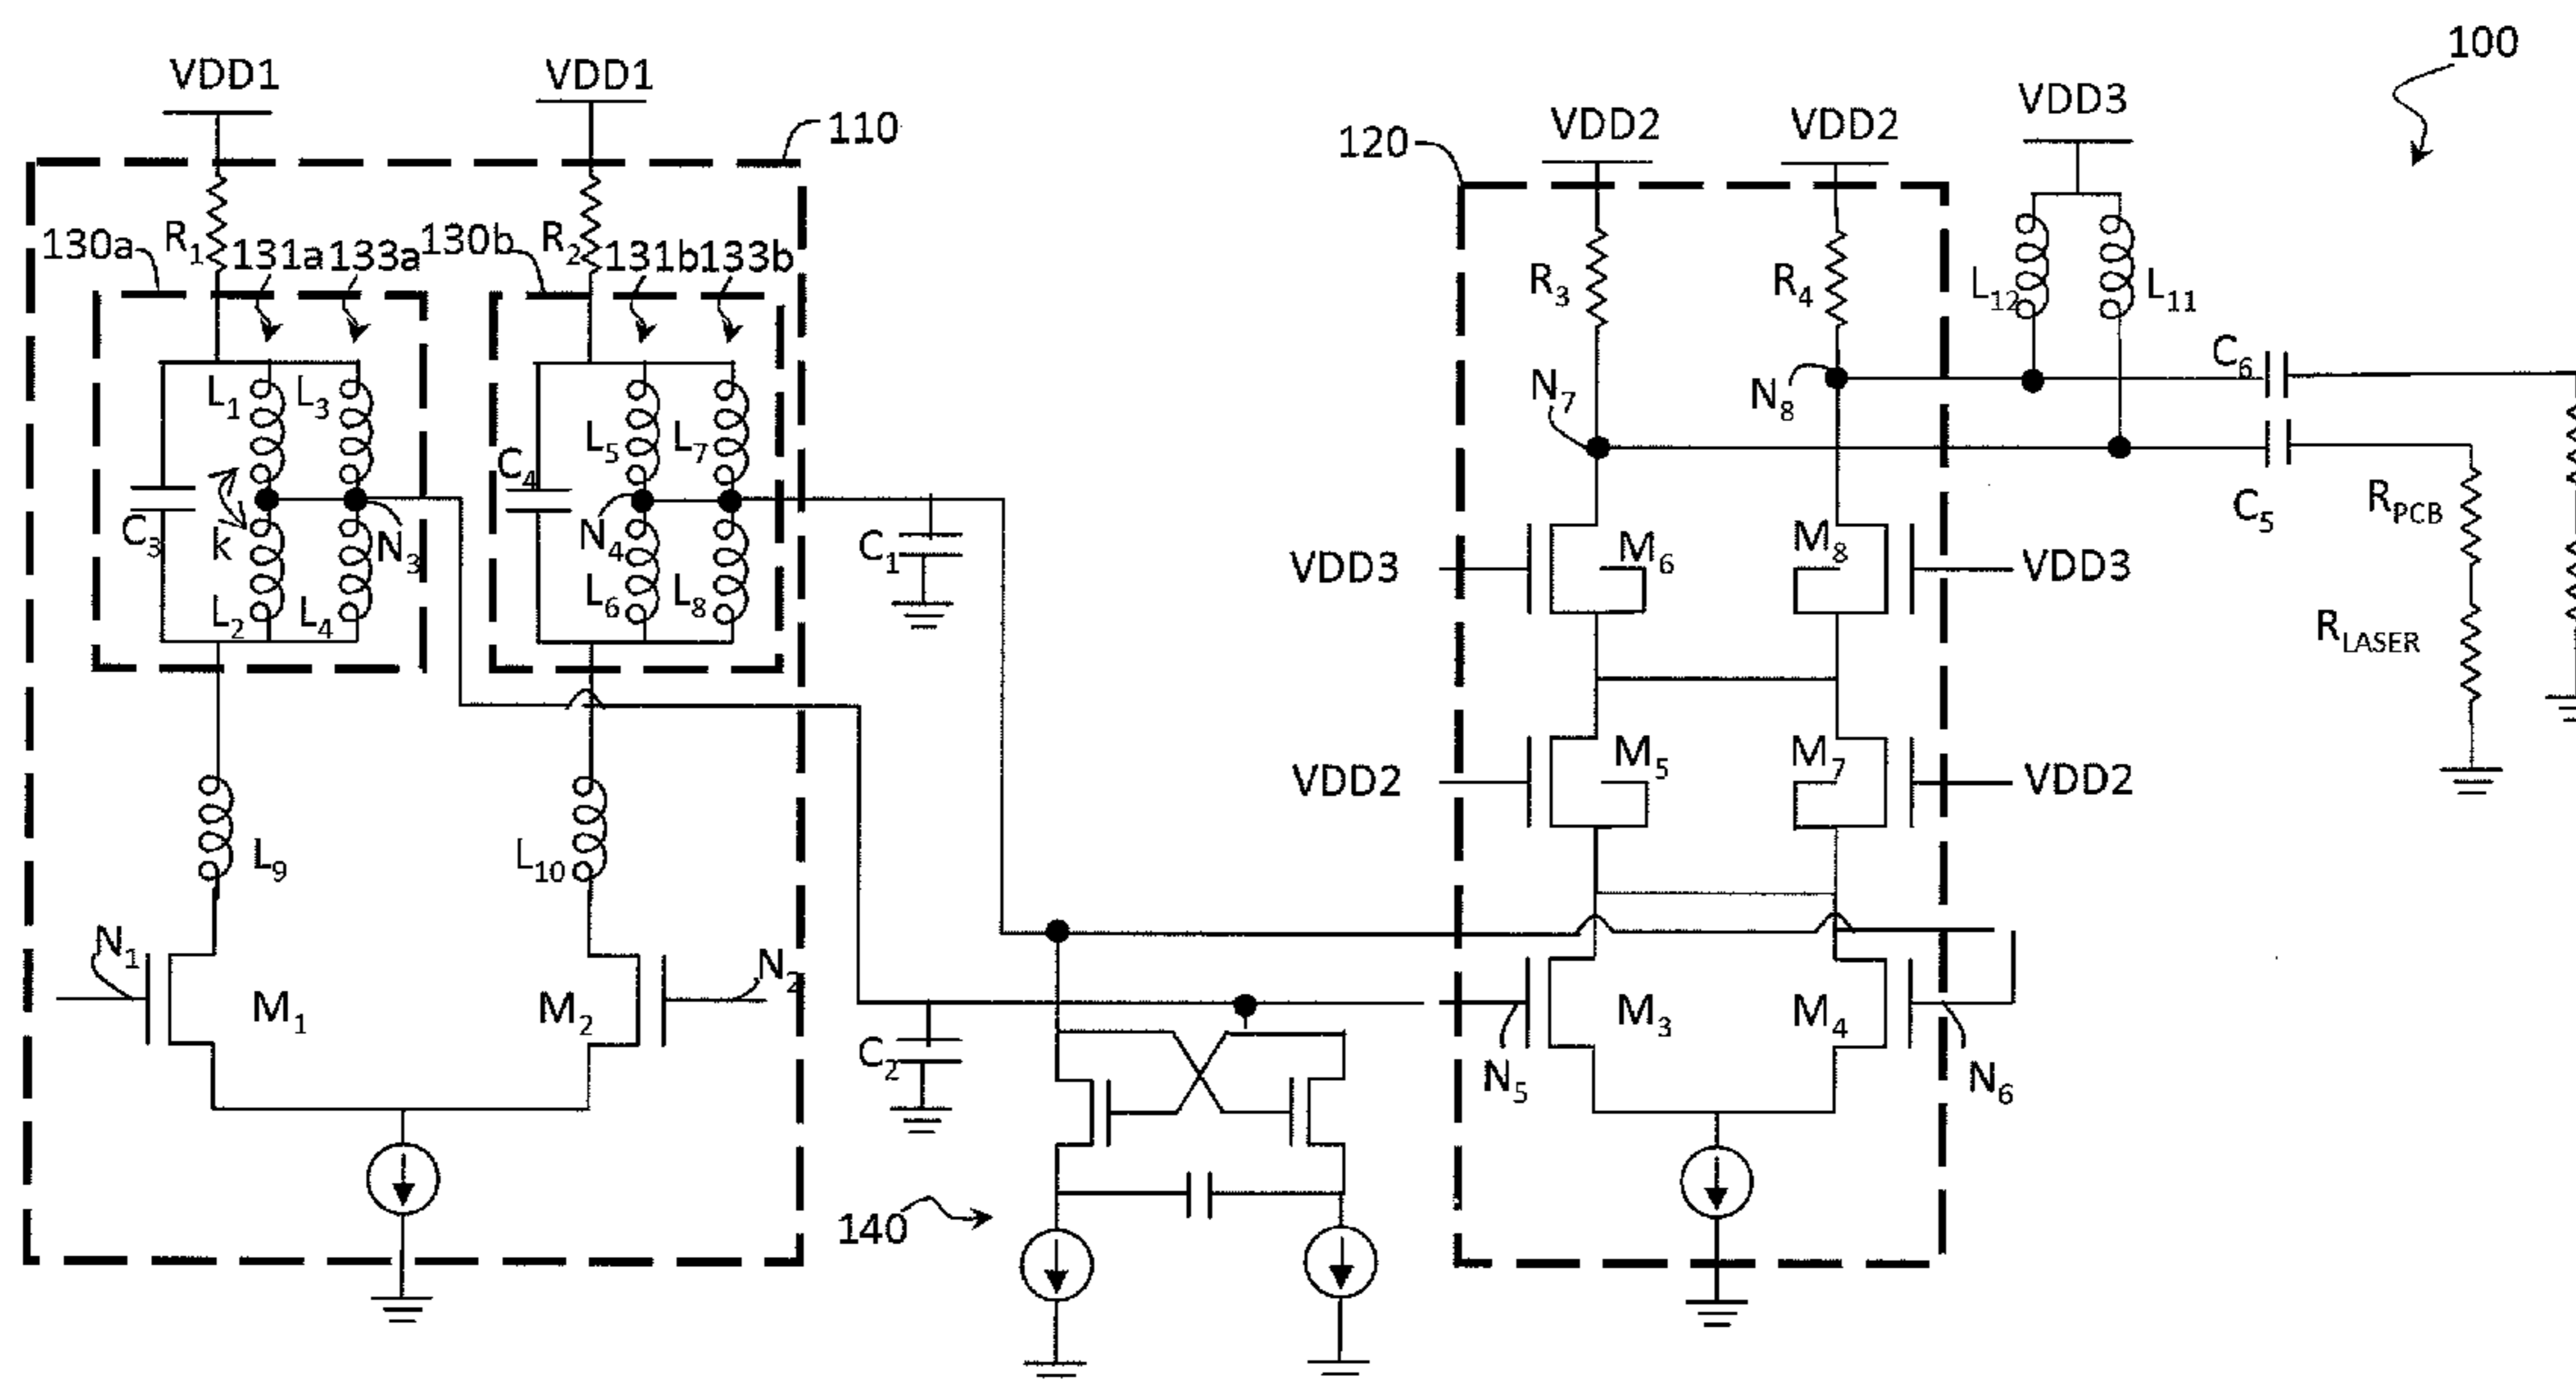 100
VDD1
VDD1
VDD3
VDD2
VDD2
110
120
R1
R2
130a
131a
133a
130b
131b
133b
R3
R4
L12
L11
L1
L3
L5
L7
C6
N7
N8
C4
C3
k
N3
N4
C1
C5
RPCB
L2
L4
L6
L8
VDD3
M6
M8
VDD3
RLASER
VDD2
M5
M7
VDD2
L9
L10
N1
N2
M1
M2
C2
M3
M4
N5
N6
140